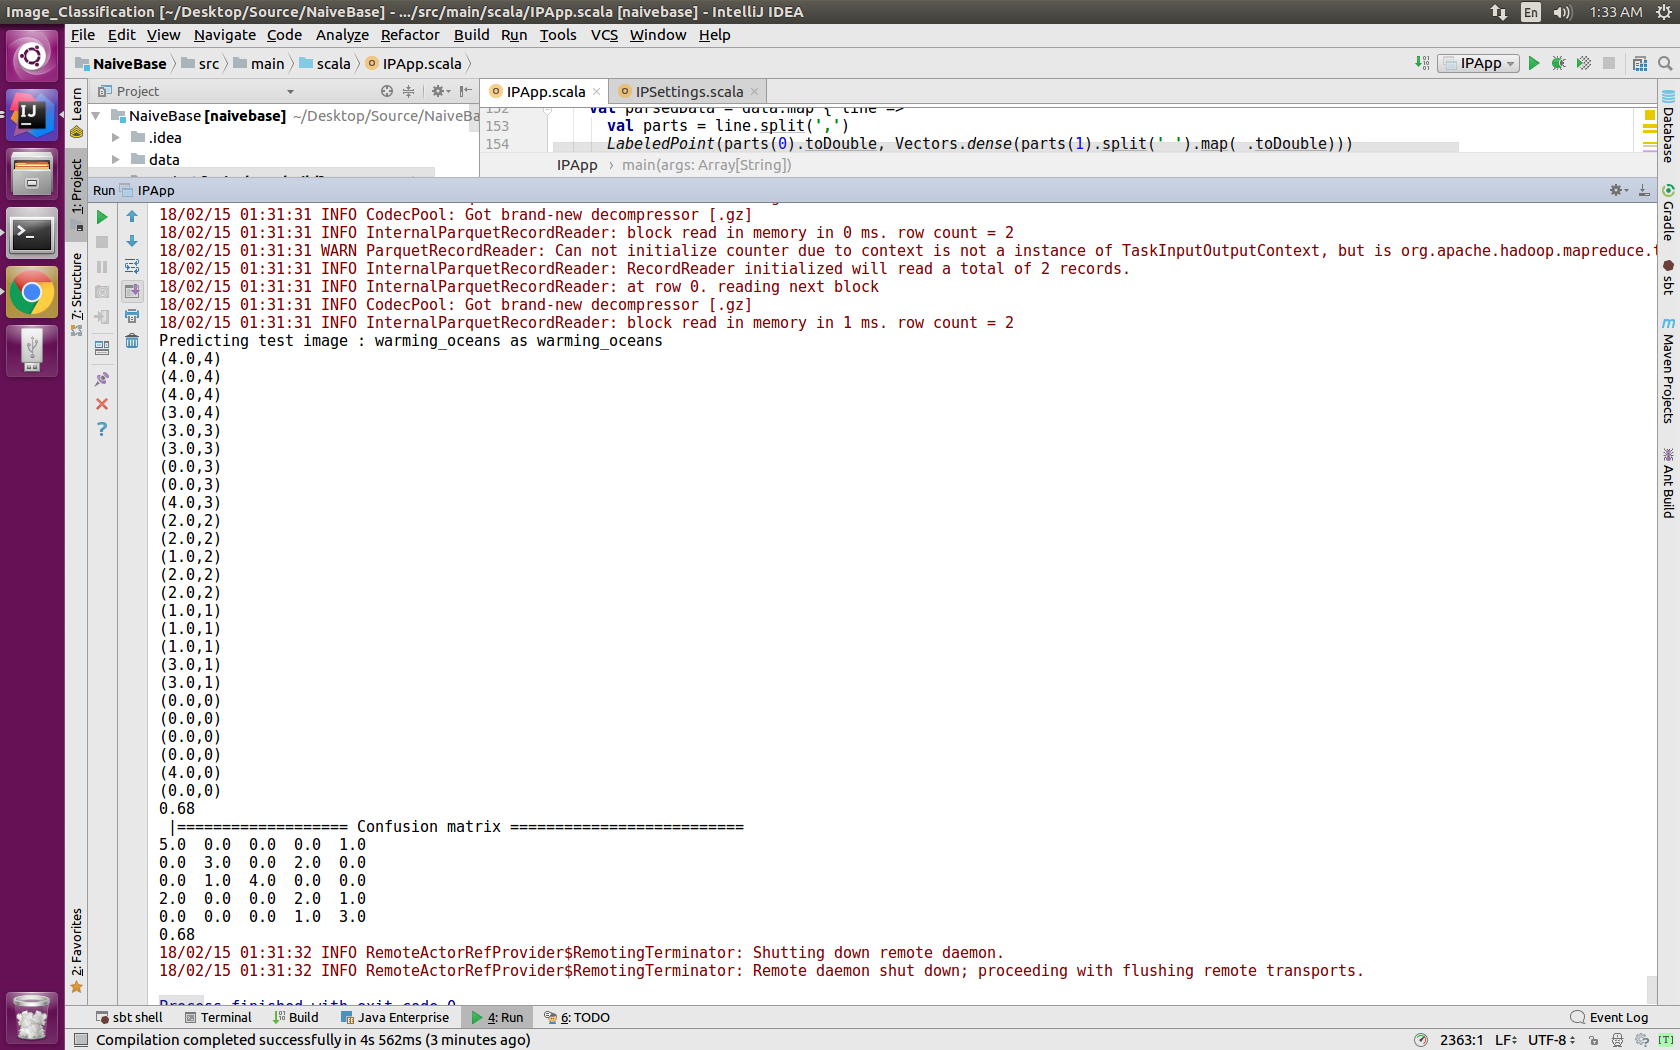 Image_Classification [~/Desktop/Source/NaiveBase] - .../src/main/scala/IPApp.scala [naivebase] - IntelliJ IDEA
En
1:33 AM
File Edit View Navigate Code Analyze Refactor Build Run Tools VCS Window Help
NaiveBase src main scala IPApp.scala
IPApp
Project
IPApp.scala
IPSettings.scala
NaiveBase [naivebase] ~/Desktop/Source/NaiveBa
.idea
data
152 val parsedData = data.map { line =>
153 val parts = line.split(',')
154 LabeledPoint(parts(0).toDouble, Vectors.dense(parts(1).split(' ').map(_.toDouble)))
IPApp › main(args: Array[String])
Run IPApp
18/02/15 01:31:31 INFO CodecPool: Got brand-new decompressor [.gz]
18/02/15 01:31:31 INFO InternalParquetRecordReader: block read in memory in 0 ms. row count = 2
18/02/15 01:31:31 WARN ParquetRecordReader: Can not initialize counter due to context is not a instance of TaskInputOutputContext, but is org.apache.hadoop.mapreduce.t
18/02/15 01:31:31 INFO InternalParquetRecordReader: RecordReader initialized will read a total of 2 records.
18/02/15 01:31:31 INFO InternalParquetRecordReader: at row 0. reading next block
18/02/15 01:31:31 INFO CodecPool: Got brand-new decompressor [.gz]
18/02/15 01:31:31 INFO InternalParquetRecordReader: block read in memory in 1 ms. row count = 2
Predicting test image : warming_oceans as warming_oceans
(4.0,4)
(4.0,4)
(4.0,4)
(3.0,4)
(3.0,3)
(3.0,3)
(0.0,3)
(0.0,3)
(4.0,3)
(2.0,2)
(2.0,2)
(1.0,2)
(2.0,2)
(2.0,2)
(1.0,1)
(1.0,1)
(1.0,1)
(3.0,1)
(3.0,1)
(0.0,0)
(0.0,0)
(0.0,0)
(0.0,0)
(4.0,0)
(0.0,0)
0.68
|=================== Confusion matrix ==========================
5.0 0.0 0.0 0.0 1.0
0.0 3.0 0.0 2.0 0.0
0.0 1.0 4.0 0.0 0.0
2.0 0.0 0.0 2.0 1.0
0.0 0.0 0.0 1.0 3.0
0.68
18/02/15 01:31:32 INFO RemoteActorRefProvider$RemotingTerminator: Shutting down remote daemon.
18/02/15 01:31:32 INFO RemoteActorRefProvider$RemotingTerminator: Remote daemon shut down; proceeding with flushing remote transports.
Process finished with exit code 0
Learn
1: Project
7: Structure
2: Favorites
Database
Gradle
sbt
Maven Projects
Ant Build
sbt shell Terminal Build Java Enterprise 4: Run 6: TODO Event Log
Compilation completed successfully in 4s 562ms (3 minutes ago) 2363:1 LF UTF-8 [T]